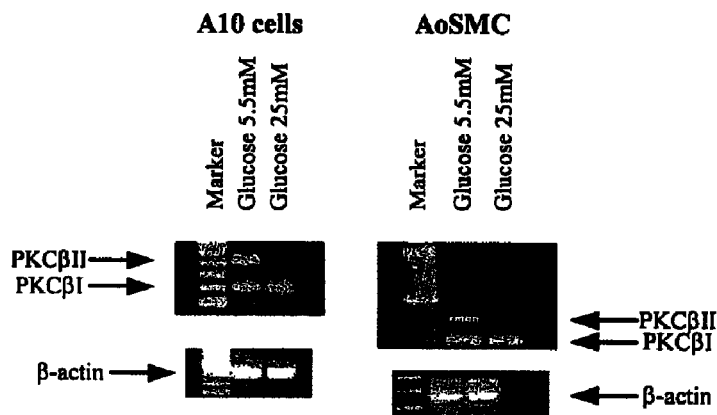 A10 cells
AoSMC
Marker
Glucose 5.5mM
Glucose 25mM
Marker
Glucose 5.5mM
Glucose 25mM
PKCβII
PKCβI
PKCβII
PKCβI
β-actin
β-actin